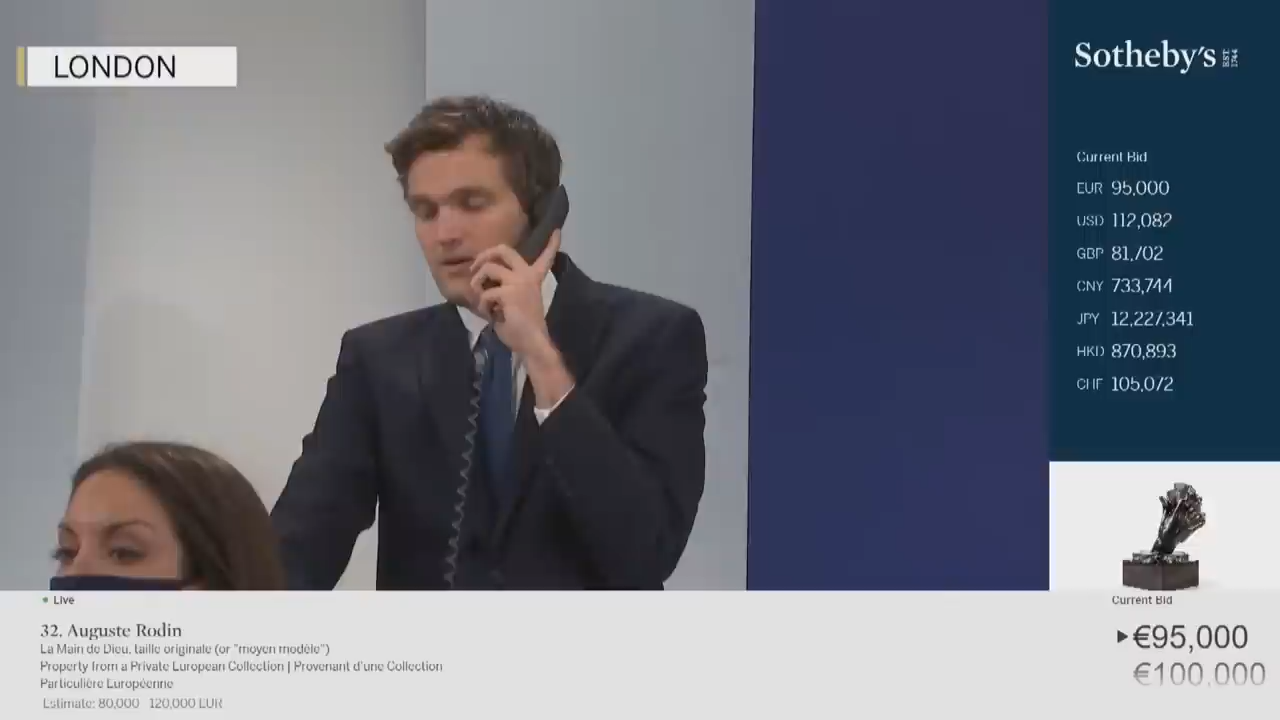 LONDON
Sotheby's EST. 1744
Current Bid
EUR 95,000
USD 112,082
GBP 81,702
CNY 733,744
JPY 12,227,341
HKD 870,893
CHF 105,072
• Live
32. Auguste Rodin
La Main de Dieu, taille originale (or "moyen modèle")
Property from a Private European Collection | Provenant d'une Collection
Particulière Européenne
Estimate: 80,000 120,000 EUR
Current Bid
▶€95,000
€100,000